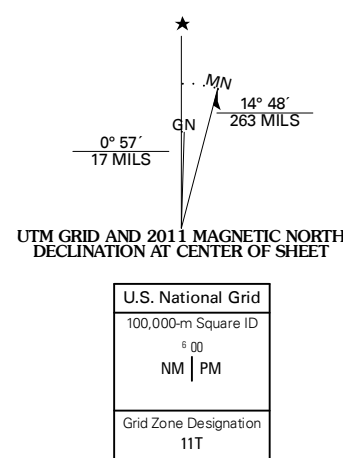 ★
MN
GN
14° 48´
263 MILS
0° 57´
17 MILS
UTM GRID AND 2011 MAGNETIC NORTH
DECLINATION AT CENTER OF SHEET
U.S. National Grid
100,000-m Square ID
6 00
NM | PM
Grid Zone Designation
11T